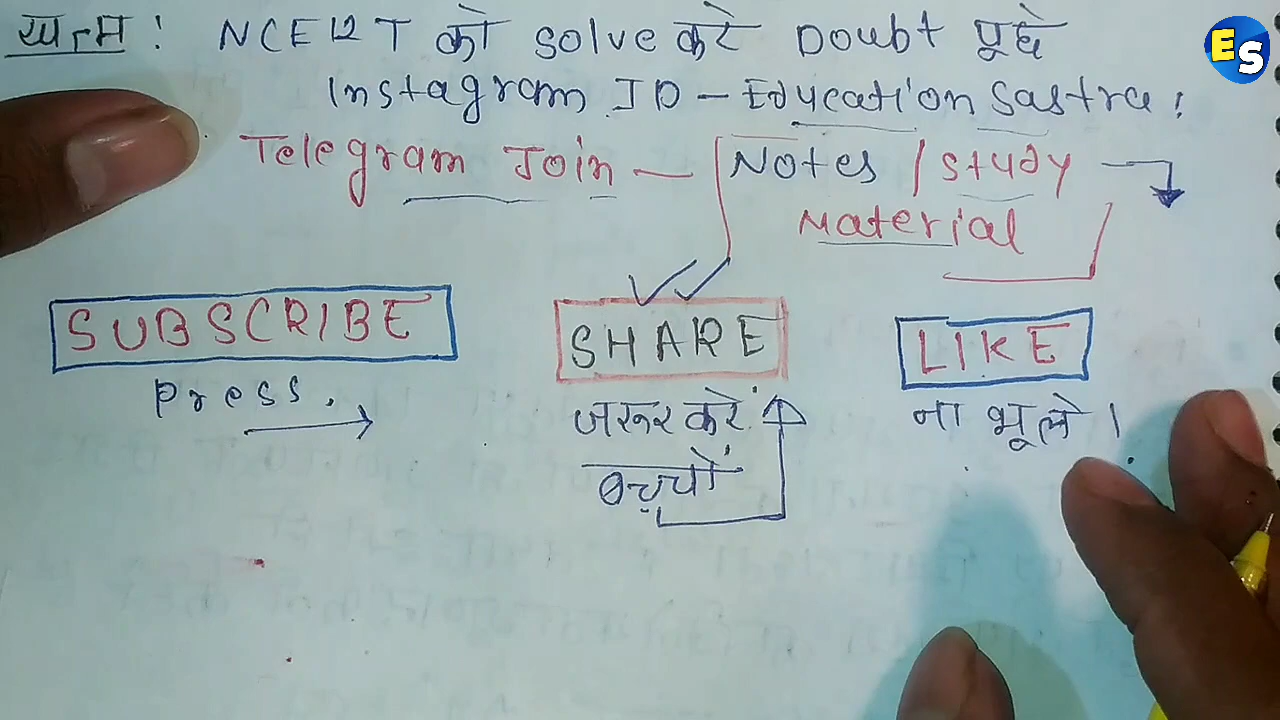 ! NCERT को solve करे Doubt पूछे
Instagram ID - Education Sastra !
Telegram Join - Notes / Study
Material
SUBSCRIBE
Press.
SHARE
जरूर करें
बच्चों
LIKE
ना भूले ।
ES